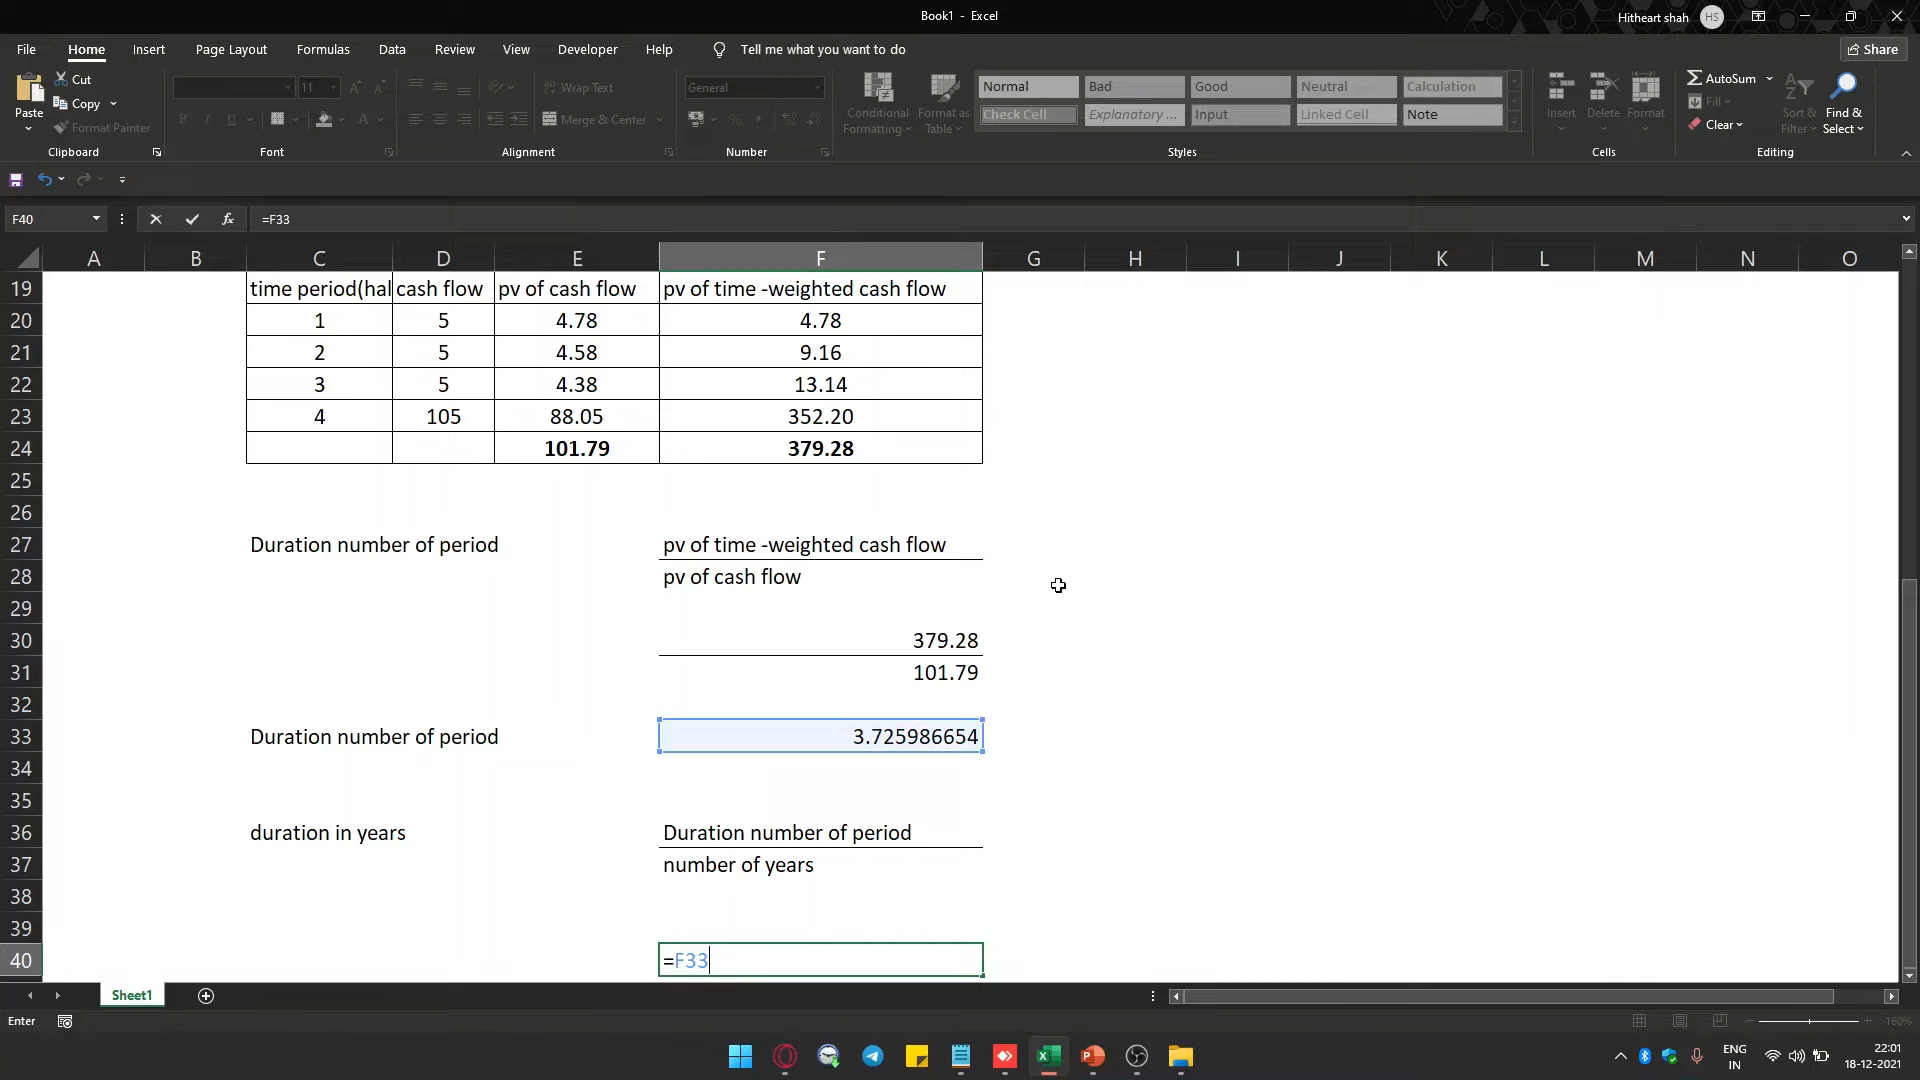 Book1 - Excel
Hitheart shah HS
File Home Insert Page Layout Formulas Data Review View Developer Help Tell me what you want to do Share
Paste Cut Copy Format Painter Clipboard
11 B I U A Font
Wrap Text Merge & Center Alignment
General % Number
Conditional Formatting Format as Table
Normal Bad Good Neutral Calculation
Check Cell Explanatory ... Input Linked Cell Note
Styles
Insert Delete Format Cells
AutoSum Fill Clear Sort & Filter Find & Select Editing
F40 fx =F33
A B C D E F G H I J K L M N O
19 time period(hal cash flow pv of cash flow pv of time -weighted cash flow
20 1 5 4.78 4.78
21 2 5 4.58 9.16
22 3 5 4.38 13.14
23 4 105 88.05 352.20
24 101.79 379.28
25
26
27 Duration number of period pv of time -weighted cash flow
28 pv of cash flow
29
30 379.28
31 101.79
32
33 Duration number of period 3.725986654
34
35
36 duration in years Duration number of period
37 number of years
38
39
40 =F33
Sheet1
Enter 160%
ENG IN 22:01 18-12-2021